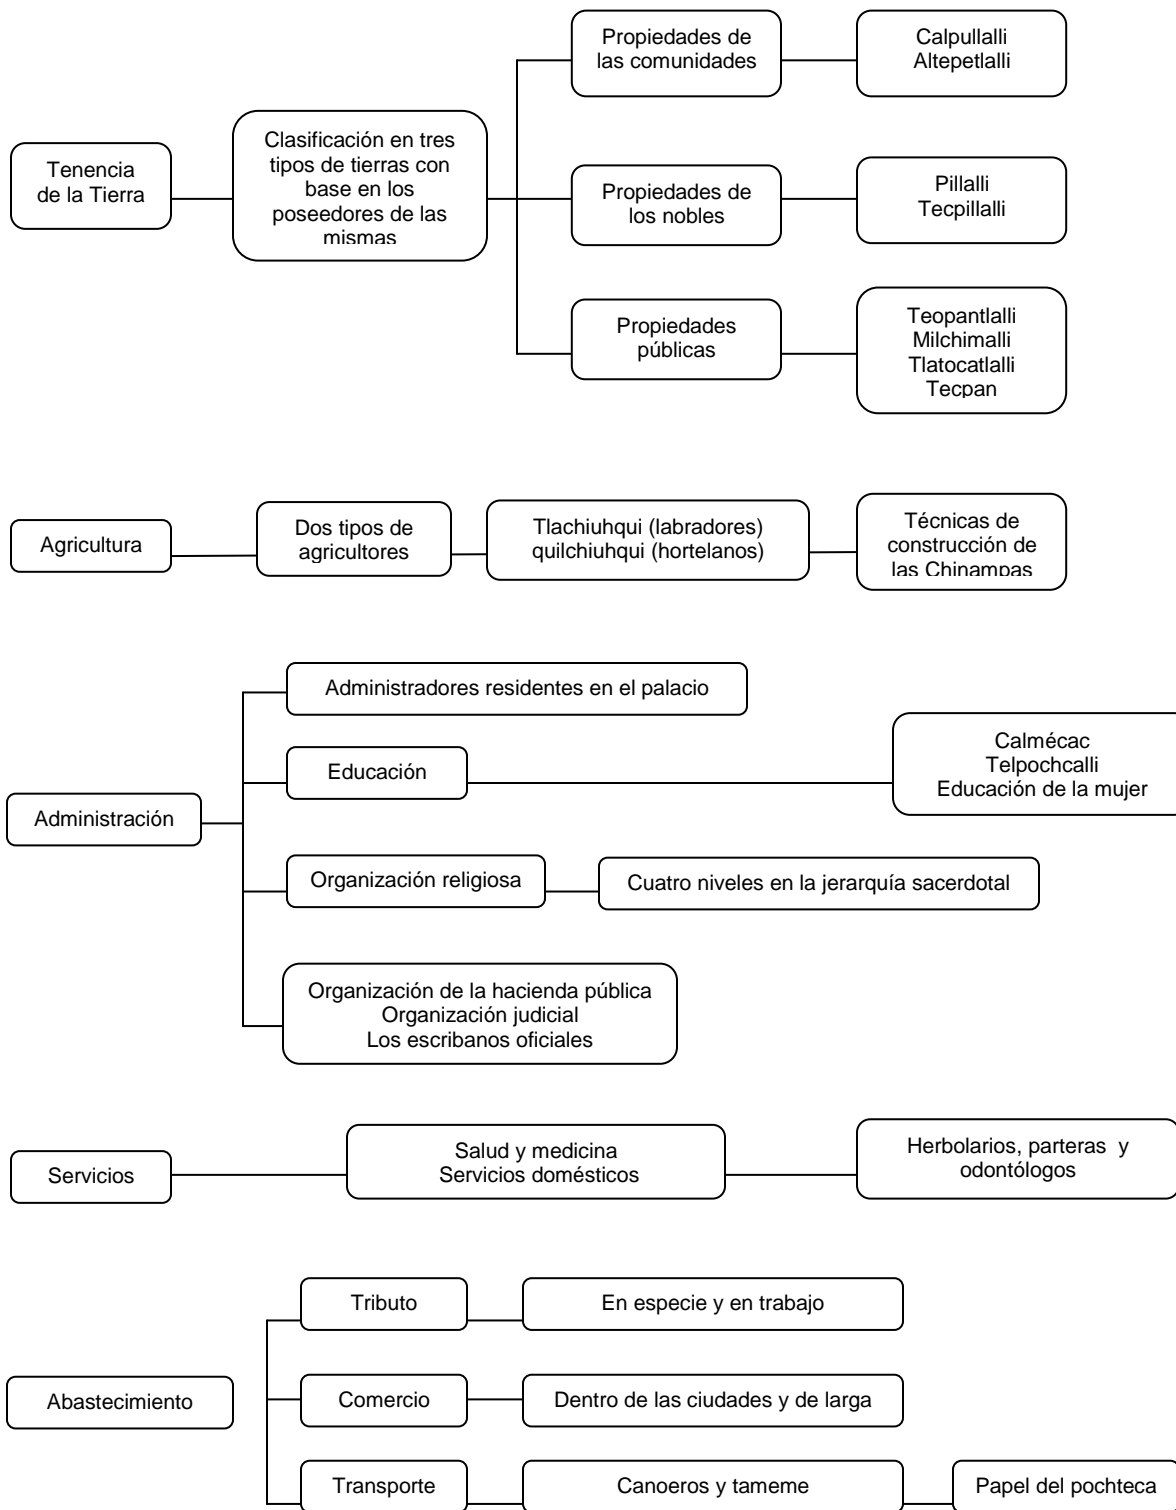 Tenencia
de la Tierra
Clasificación en tres
tipos de tierras con
base en los
poseedores de las
mismas
Propiedades de
las comunidades
Calpullalli
Altepetlalli
Propiedades de
los nobles
Pillalli
Tecpillalli
Propiedades
públicas
Teopantlalli
Milchimalli
Tlatocatlalli
Tecpan
Agricultura
Dos tipos de
agricultores
Tlachiuhqui (labradores)
quilchiuhqui (hortelanos)
Técnicas de
construcción de
las Chinampas
Administración
Administradores residentes en el palacio
Educación
Calmécac
Telpochcalli
Educación de la mujer
Organización religiosa
Cuatro niveles en la jerarquía sacerdotal
Organización de la hacienda pública
Organización judicial
Los escribanos oficiales
Servicios
Salud y medicina
Servicios domésticos
Herbolarios, parteras y
odontólogos
Abastecimiento
Tributo
En especie y en trabajo
Comercio
Dentro de las ciudades y de larga
Transporte
Canoeros y tameme
Papel del pochteca